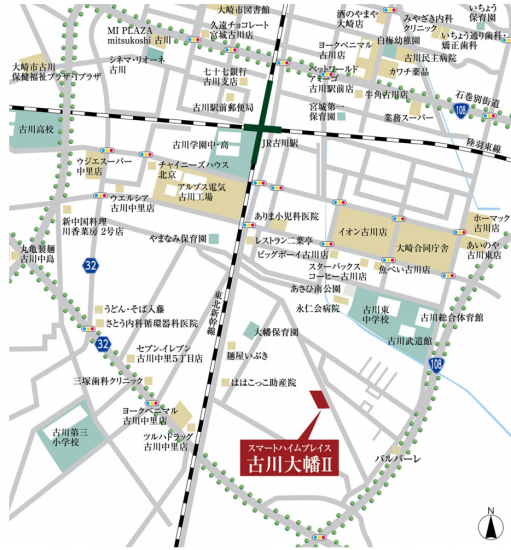 大崎市図書館
酒のやまや
大崎店
みやざき内科
クリニック
いちょう
保育園
MI PLAZA
mitsukoshi 古川
久遠チョコレート
宮城古川店
ヨークベニマル
古川店
白梅幼稚園
いちょう通り歯科・
矯正歯科
大崎市古川
保健福祉プラザ・fプラザ
シネマ・リオーネ
古川
七十七銀行
古川支店
ペットワールド
アミーゴ
古川駅前店
古川民主病院
カワチ薬品
古川駅前郵便局
牛角古川店
石巻別街道
108
宮城第一
保育園
業務スーパー
古川高校
古川学園中・高
JR古川駅
陸羽東線
ウジエスーパー
中里店
チャイニーズハウス
北京
アルプス電気
古川工場
ウエルシア
古川中里店
新中国料理
川香菜房 2号店
ありま小児科医院
イオン古川店
ホーマック
古川店
やまなみ保育園
レストラン二葉亭
大崎合同庁舎
丸亀製麺
古川中島
ビッグボーイ古川店
あいのや
古川東店
32
スターバックス
コーヒー古川店
魚べい古川店
あさひ南公園
東北新幹線
永仁会病院
古川東
中学校
古川総合体育館
うどん・そば入藤
さとう内科循環器科医院
大幡保育園
古川武道館
32
セブン-イレブン
古川中里5丁目店
麺屋いぶき
108
三塚歯科クリニック
ははこっこ助産院
ヨークベニマル
古川中里店
古川第三
小学校
ツルハドラッグ
古川中里店
スマートハイムプレイス
古川大幡II
バルバーレ
N